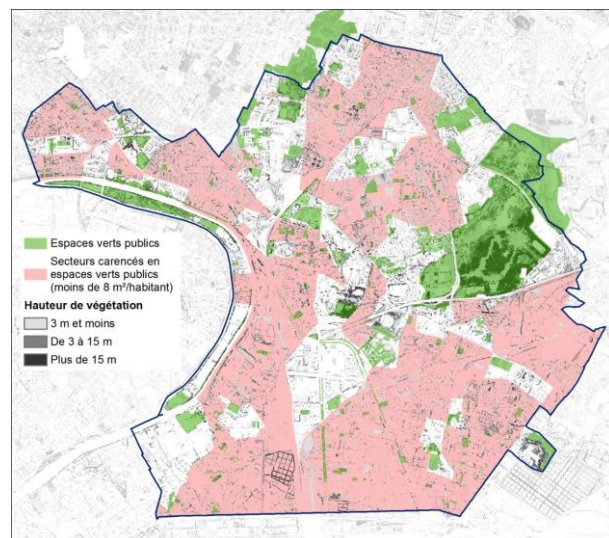 Espaces verts publics
Secteurs carencés en
espaces verts publics
(moins de 8 m²/habitant)
Hauteur de végétation
3 m et moins
De 3 à 15 m
Plus de 15 m